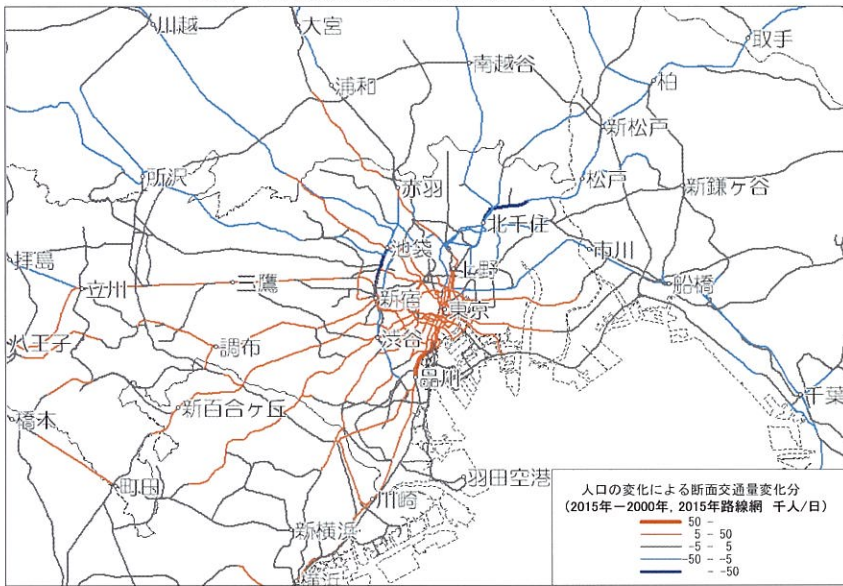 川越
大宮
取手
南越谷
柏
浦和
新松戸
所沢
松戸
赤羽
新鎌ヶ谷
北千住
池袋
市川
上野
拝島
三鷹
船橋
立川
新宿
東京
八王子
調布
渋谷
品川
千葉
新百合ヶ丘
橋本
町田
羽田空港
川崎
新横浜
横浜
人口の変化による断面交通量変化分
(2015年-2000年, 2015年路線網 千人/日)
50 -
5 - 50
-5 - 5
-50 - -5
- -50